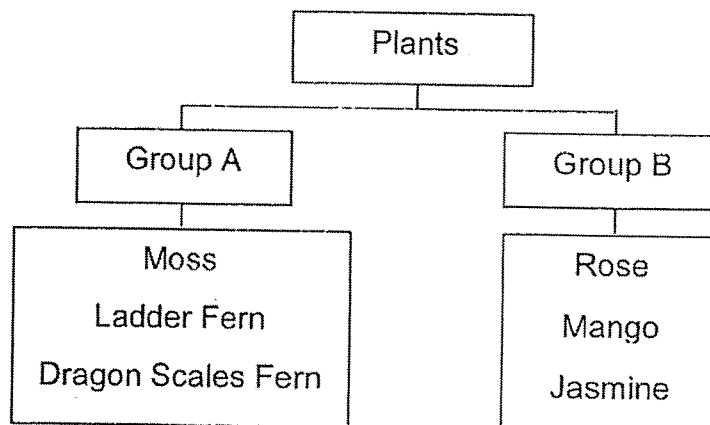 Plants
Group A
Group B
Moss
Ladder Fern
Dragon Scales Fern
Rose
Mango
Jasmine